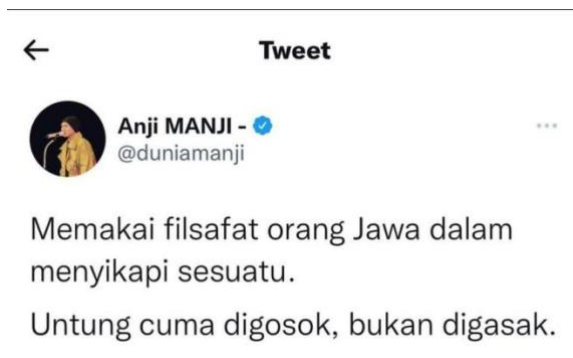 Tweet
Anji MANJI -
@duniamanji
Memakai filsafat orang Jawa dalam
menyikapi sesuatu.
Untung cuma digosok, bukan digasak.